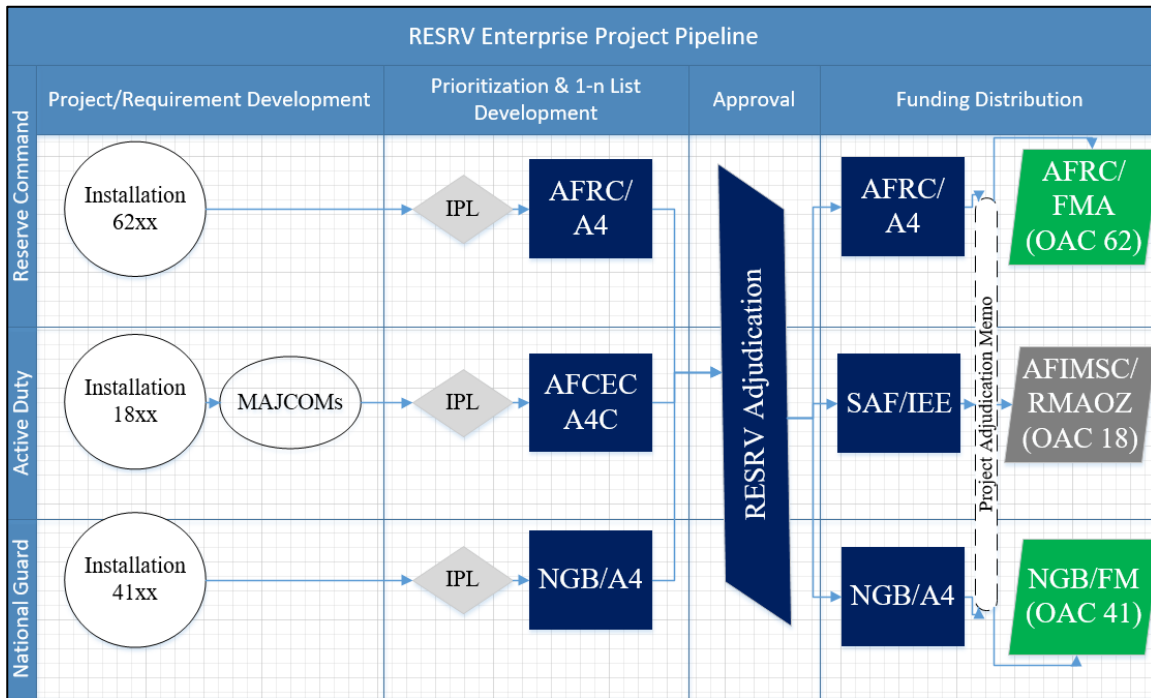 RESRV Enterprise Project Pipeline
Project/Requirement Development
Prioritization & 1-n List
Development
Approval
Funding Distribution
Reserve Command
Installation
62xx
IPL
AFRC/
A4
AFRC/
A4
AFRC/
FMA
(OAC 62)
RESRV Adjudication
Project Adjudication Memo
Active Duty
Installation
18xx
MAJCOMs
IPL
AFCEC
A4C
SAF/IEE
AFIMSC/
RMAOZ
(OAC 18)
National Guard
Installation
41xx
IPL
NGB/A4
NGB/A4
NGB/FM
(OAC 41)